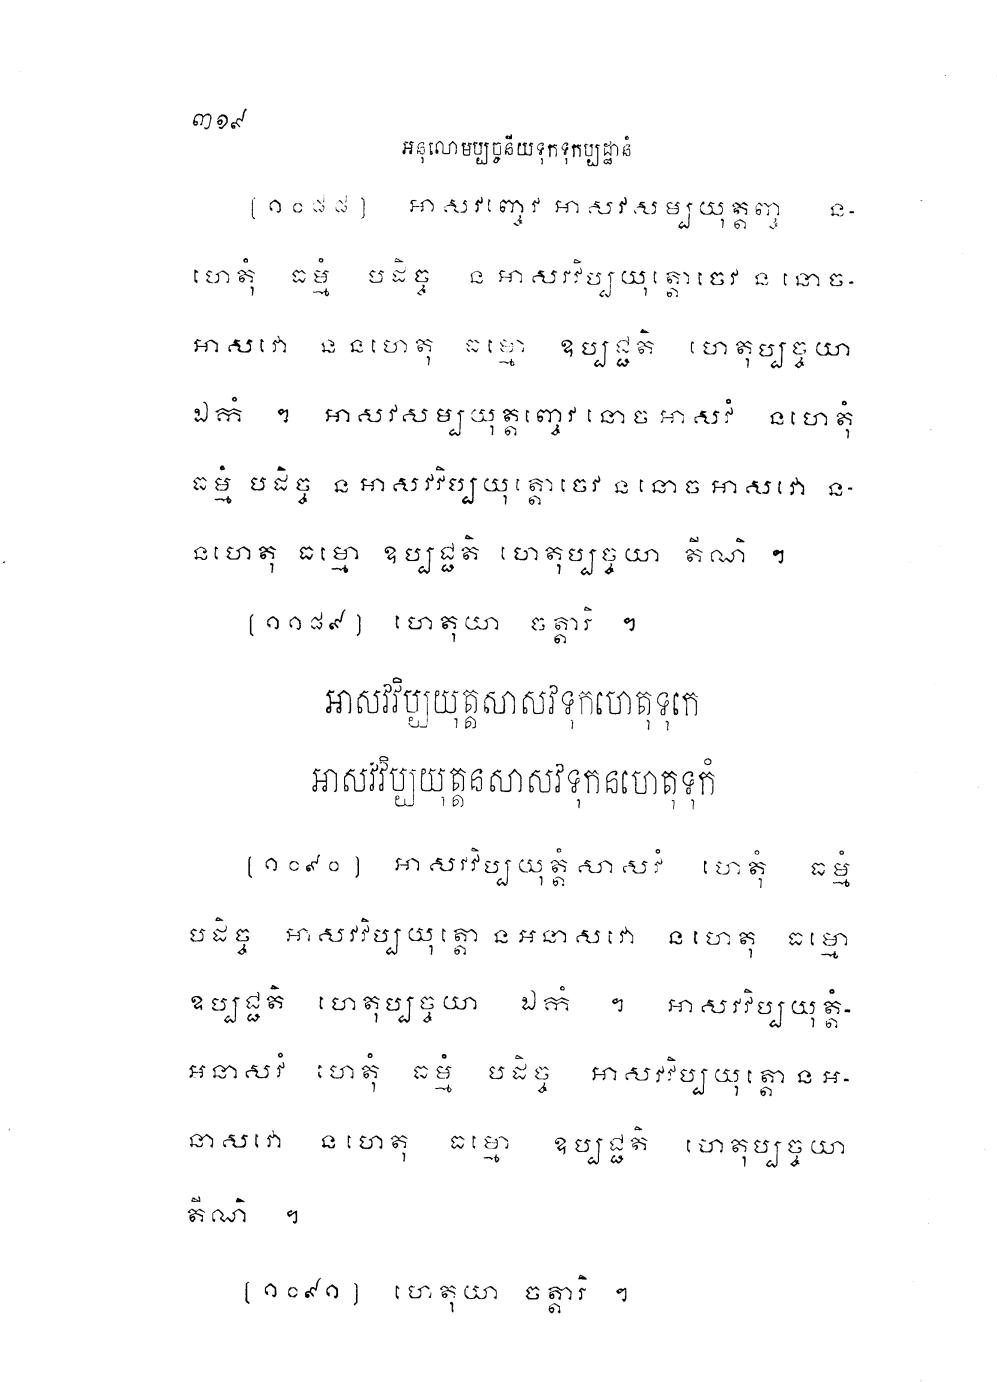 ៣១៩
អនុលោមប្បច្ចនីយទុកទុកប្បដ្ឋានំ
[១០៨៨] អាសវញ្ចេវ អាសវសម្បយុត្តញ្ច ន-
ហេតុំ ធម្មំ បដិច្ច ន អាសវវិប្បយុត្តោចេវ ន នោច-
អាសវោ ន នហេតុ ធម្មោ ឧប្បជ្ជតិ ហេតុប្បច្ចយា
ឯកំ ។ អាសវសម្បយុត្តញ្ចេវ នោច អាសវំ នហេតុំ
ធម្មំ បដិច្ច ន អាសវវិប្បយុត្តោចេវ ន នោច អាសវោ ន-
នហេតុ ធម្មោ ឧប្បជ្ជតិ ហេតុប្បច្ចយា តីណិ ។
[១១៨៩] ហេតុយា ចត្តារិ ។
អាសវវិប្បយុត្តសាសវទុកហេតុទុកេ
អាសវវិប្បយុត្តនសាសវទុកនហេតុទុកំ
[១០៩០] អាសវវិប្បយុត្តំ សាសវំ ហេតុំ ធម្មំ
បដិច្ច អាសវវិប្បយុត្តោ នអនាសវោ នហេតុ ធម្មោ
ឧប្បជ្ជតិ ហេតុប្បច្ចយា ឯកំ ។ អាសវវិប្បយុត្តំ-
អនាសវំ ហេតុំ ធម្មំ បដិច្ច អាសវវិប្បយុត្តោ នអ-
នាសវោ នហេតុ ធម្មោ ឧប្បជ្ជតិ ហេតុប្បច្ចយា
តីណិ ។
[១០៩១] ហេតុយា ចត្តារិ ។